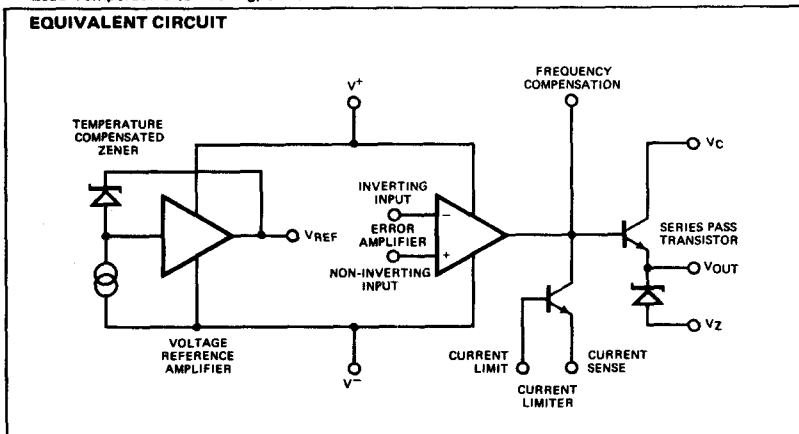 EQUIVALENT CIRCUIT
FREQUENCY
COMPENSATION
V+
TEMPERATURE
COMPENSATED
ZENER
VC
INVERTING
INPUT
−
ERROR
AMPLIFIER
+
NON-INVERTING
INPUT
VREF
SERIES PASS
TRANSISTOR
VOUT
VZ
VOLTAGE
REFERENCE
AMPLIFIER
V−
CURRENT
LIMIT
CURRENT
SENSE
CURRENT
LIMITER